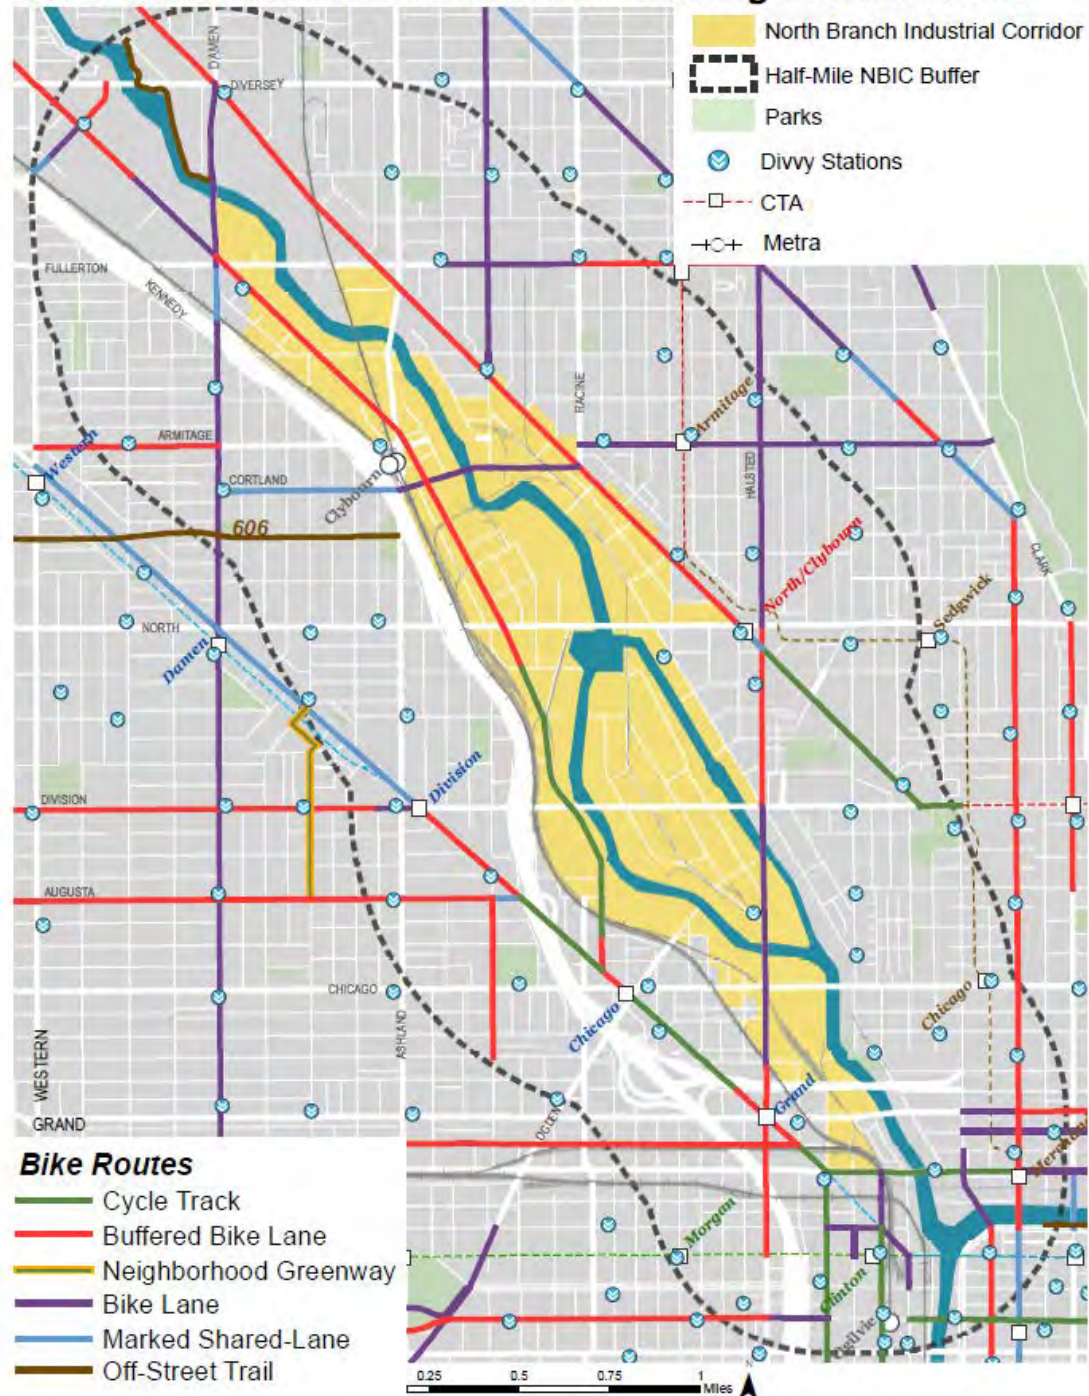 North Branch Industrial Corridor
Half-Mile NBIC Buffer
Parks
Divvy Stations
CTA
Metra
DAMEN
DIVERSEY
FULLERTON
KENNEDY
RACINE
Armitage
ARMITAGE
Western
CORTLAND
Clybourn
HALSTED
606
North/Clybourn
CLARK
Sedgwick
NORTH
Damen
Division
DIVISION
AUGUSTA
CHICAGO
Chicago
Chicago
ASHLAND
WESTERN
Grand
OGDEN
GRAND
Morgan
Clinton
Ogilvie
Bike Routes
Cycle Track
Buffered Bike Lane
Neighborhood Greenway
Bike Lane
Marked Shared-Lane
Off-Street Trail
0.25 0.5 0.75 1
Miles
N